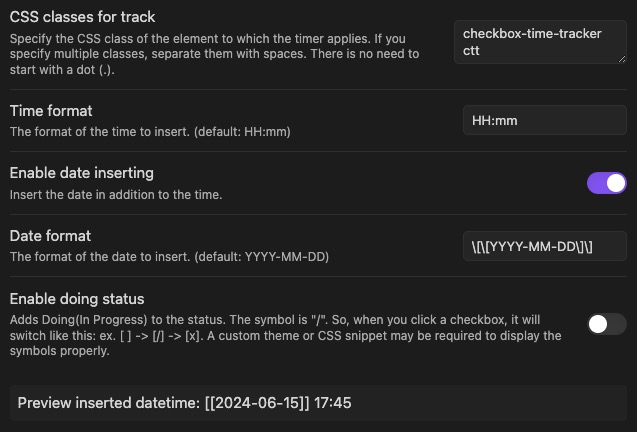 CSS classes for track
Specify the CSS class of the element to which the timer applies. If you
specify multiple classes, separate them with spaces. There is no need to
start with a dot (.).
checkbox-time-tracker
ctt
Time format
The format of the time to insert. (default: HH:mm)
HH:mm
Enable date inserting
Insert the date in addition to the time.
Date format
The format of the date to insert. (default: YYYY-MM-DD)
\[\[YYYY-MM-DD\]\]
Enable doing status
Adds Doing(In Progress) to the status. The symbol is "/". So, when you click a checkbox, it will
switch like this: ex. [ ] -> [/] -> [x]. A custom theme or CSS snippet may be required to display the
symbols properly.
Preview inserted datetime: [[2024-06-15]] 17:45